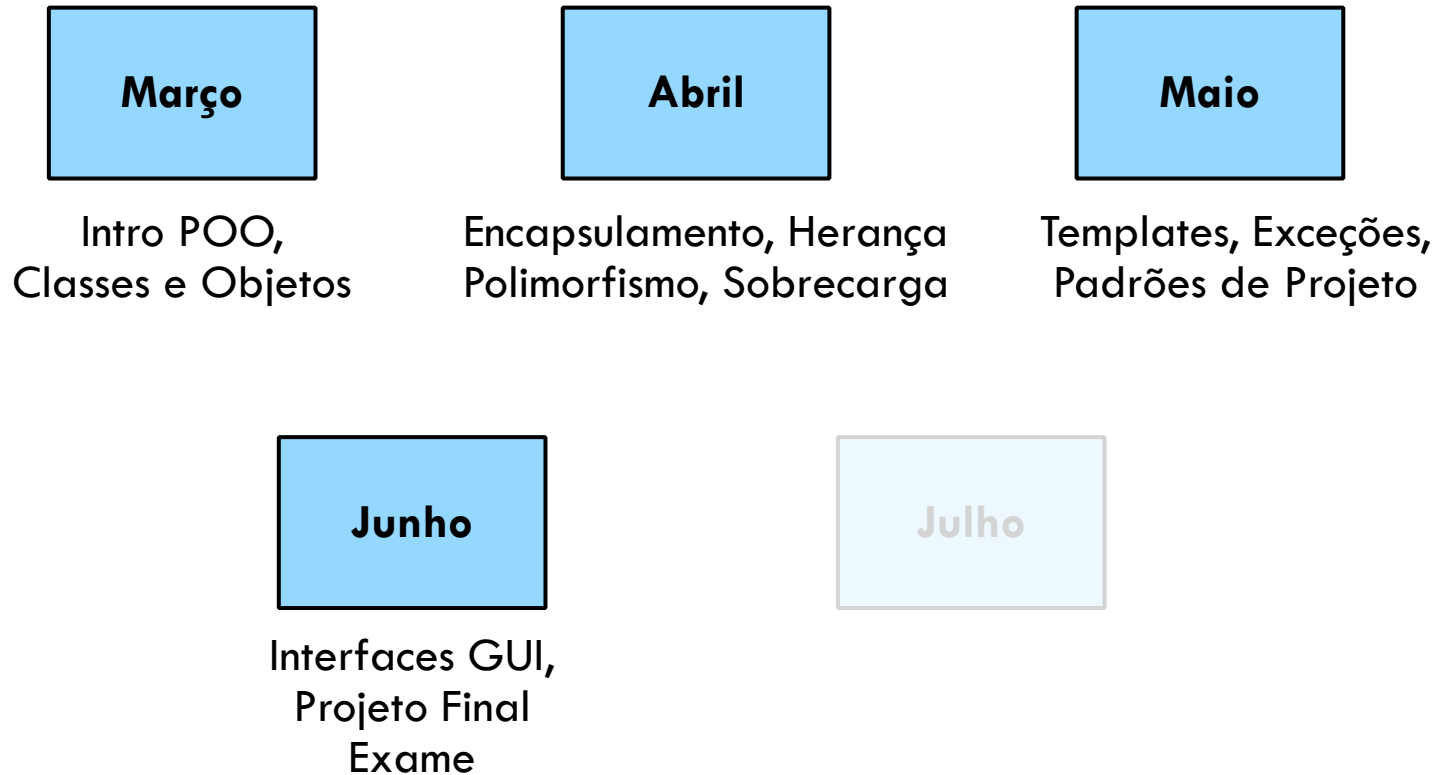 Março
Abril
Maio
Intro POO,
Classes e Objetos
Encapsulamento, Herança
Polimorfismo, Sobrecarga
Templates, Exceções,
Padrões de Projeto
Junho
Julho
Interfaces GUI,
Projeto Final
Exame